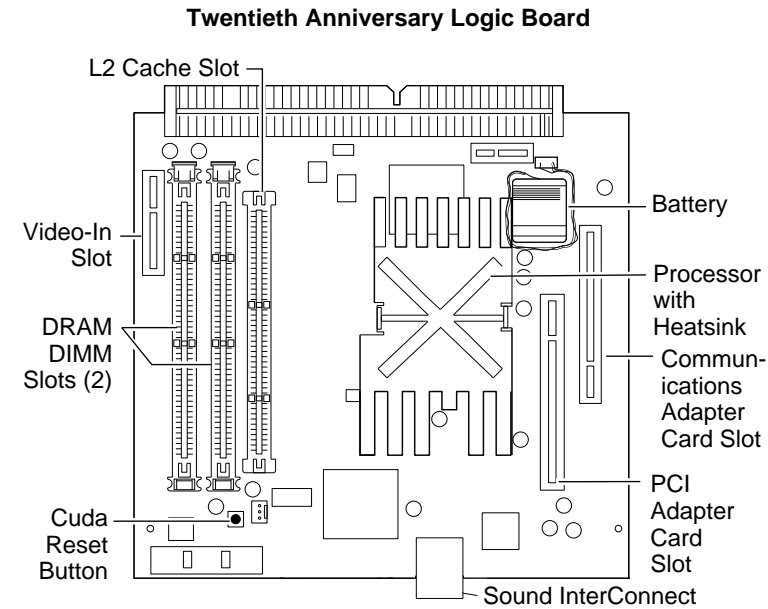 Twentieth Anniversary Logic Board
L2 Cache Slot
Video-In
Slot
DRAM
DIMM
Slots (2)
Cuda
Reset
Button
Battery
Processor
with
Heatsink
Commun-
ications
Adapter
Card Slot
PCI
Adapter
Card
Slot
Sound InterConnect